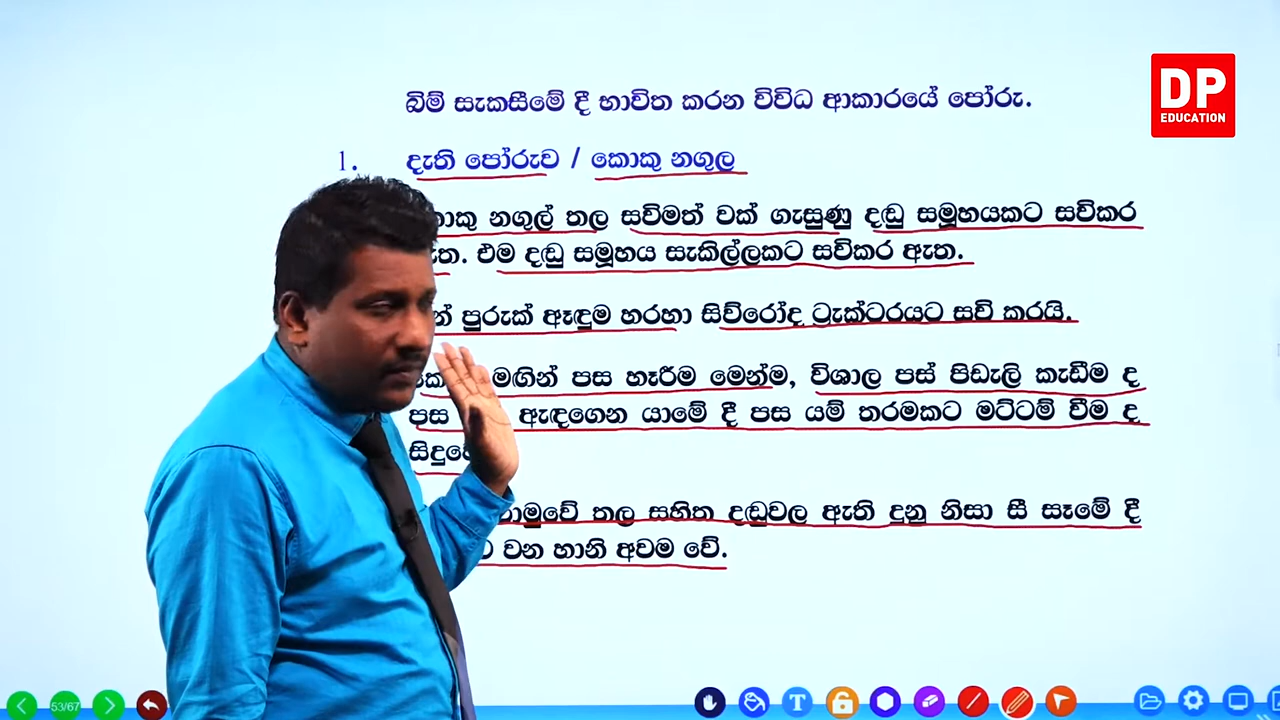 DP
EDUCATION
බිම් සැකසීමේ දී භාවිත කරන විවිධ ආකාරයේ පෝරු.
1. දැති පෝරුව / කොකු නගුල
නගුල් තල සවිමත් වක් ගැසුණු දඬු සමූහයකට සවිකර
ඇත. එම දඬු සමූහය සැකිල්ලකට සවිකර ඇත.
පුරුක් ඈඳුම හරහා සිව්රෝද ට්‍රැක්ටරයට සවි කරයි.
මඟින් පස හෑරීම මෙන්ම, විශාල පස් පිඩැලි කැඩීම ද
පස ඇඳගෙන යාමේ දී පස යම් තරමකට මට්ටම් වීම ද
තල සහිත දඬුවල ඇති දුනු නිසා සී සෑමේ දී
වන හානි අවම වේ.
53/67